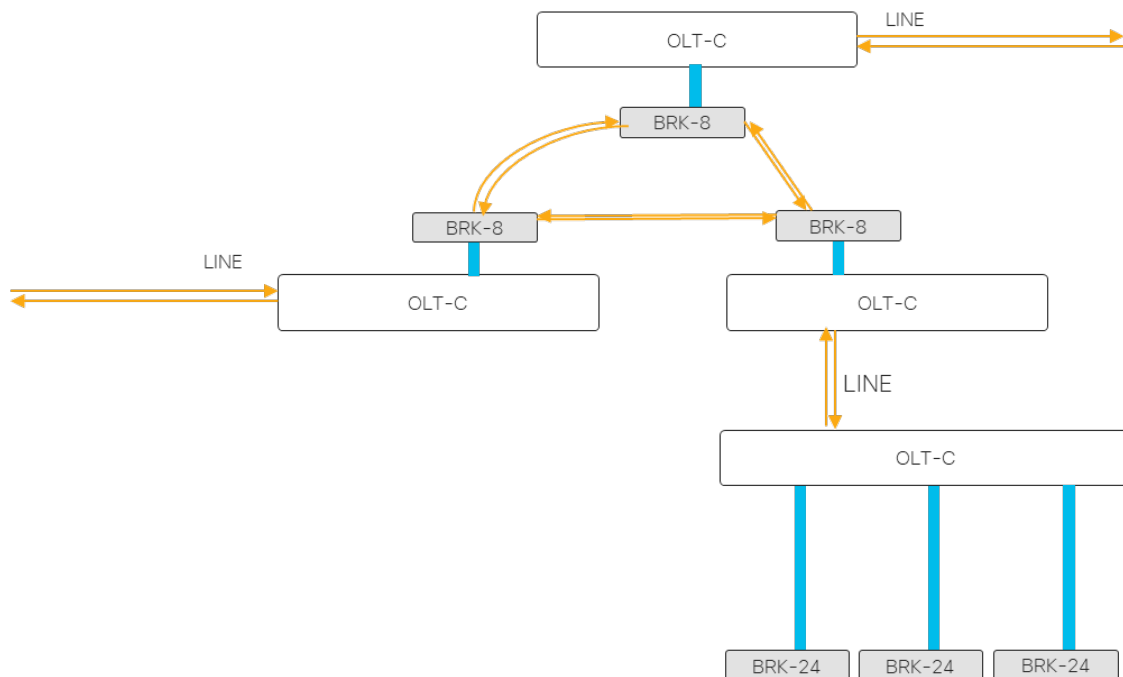 LINE
OLT-C
BRK-8
BRK-8
BRK-8
LINE
OLT-C
OLT-C
LINE
OLT-C
BRK-24
BRK-24
BRK-24